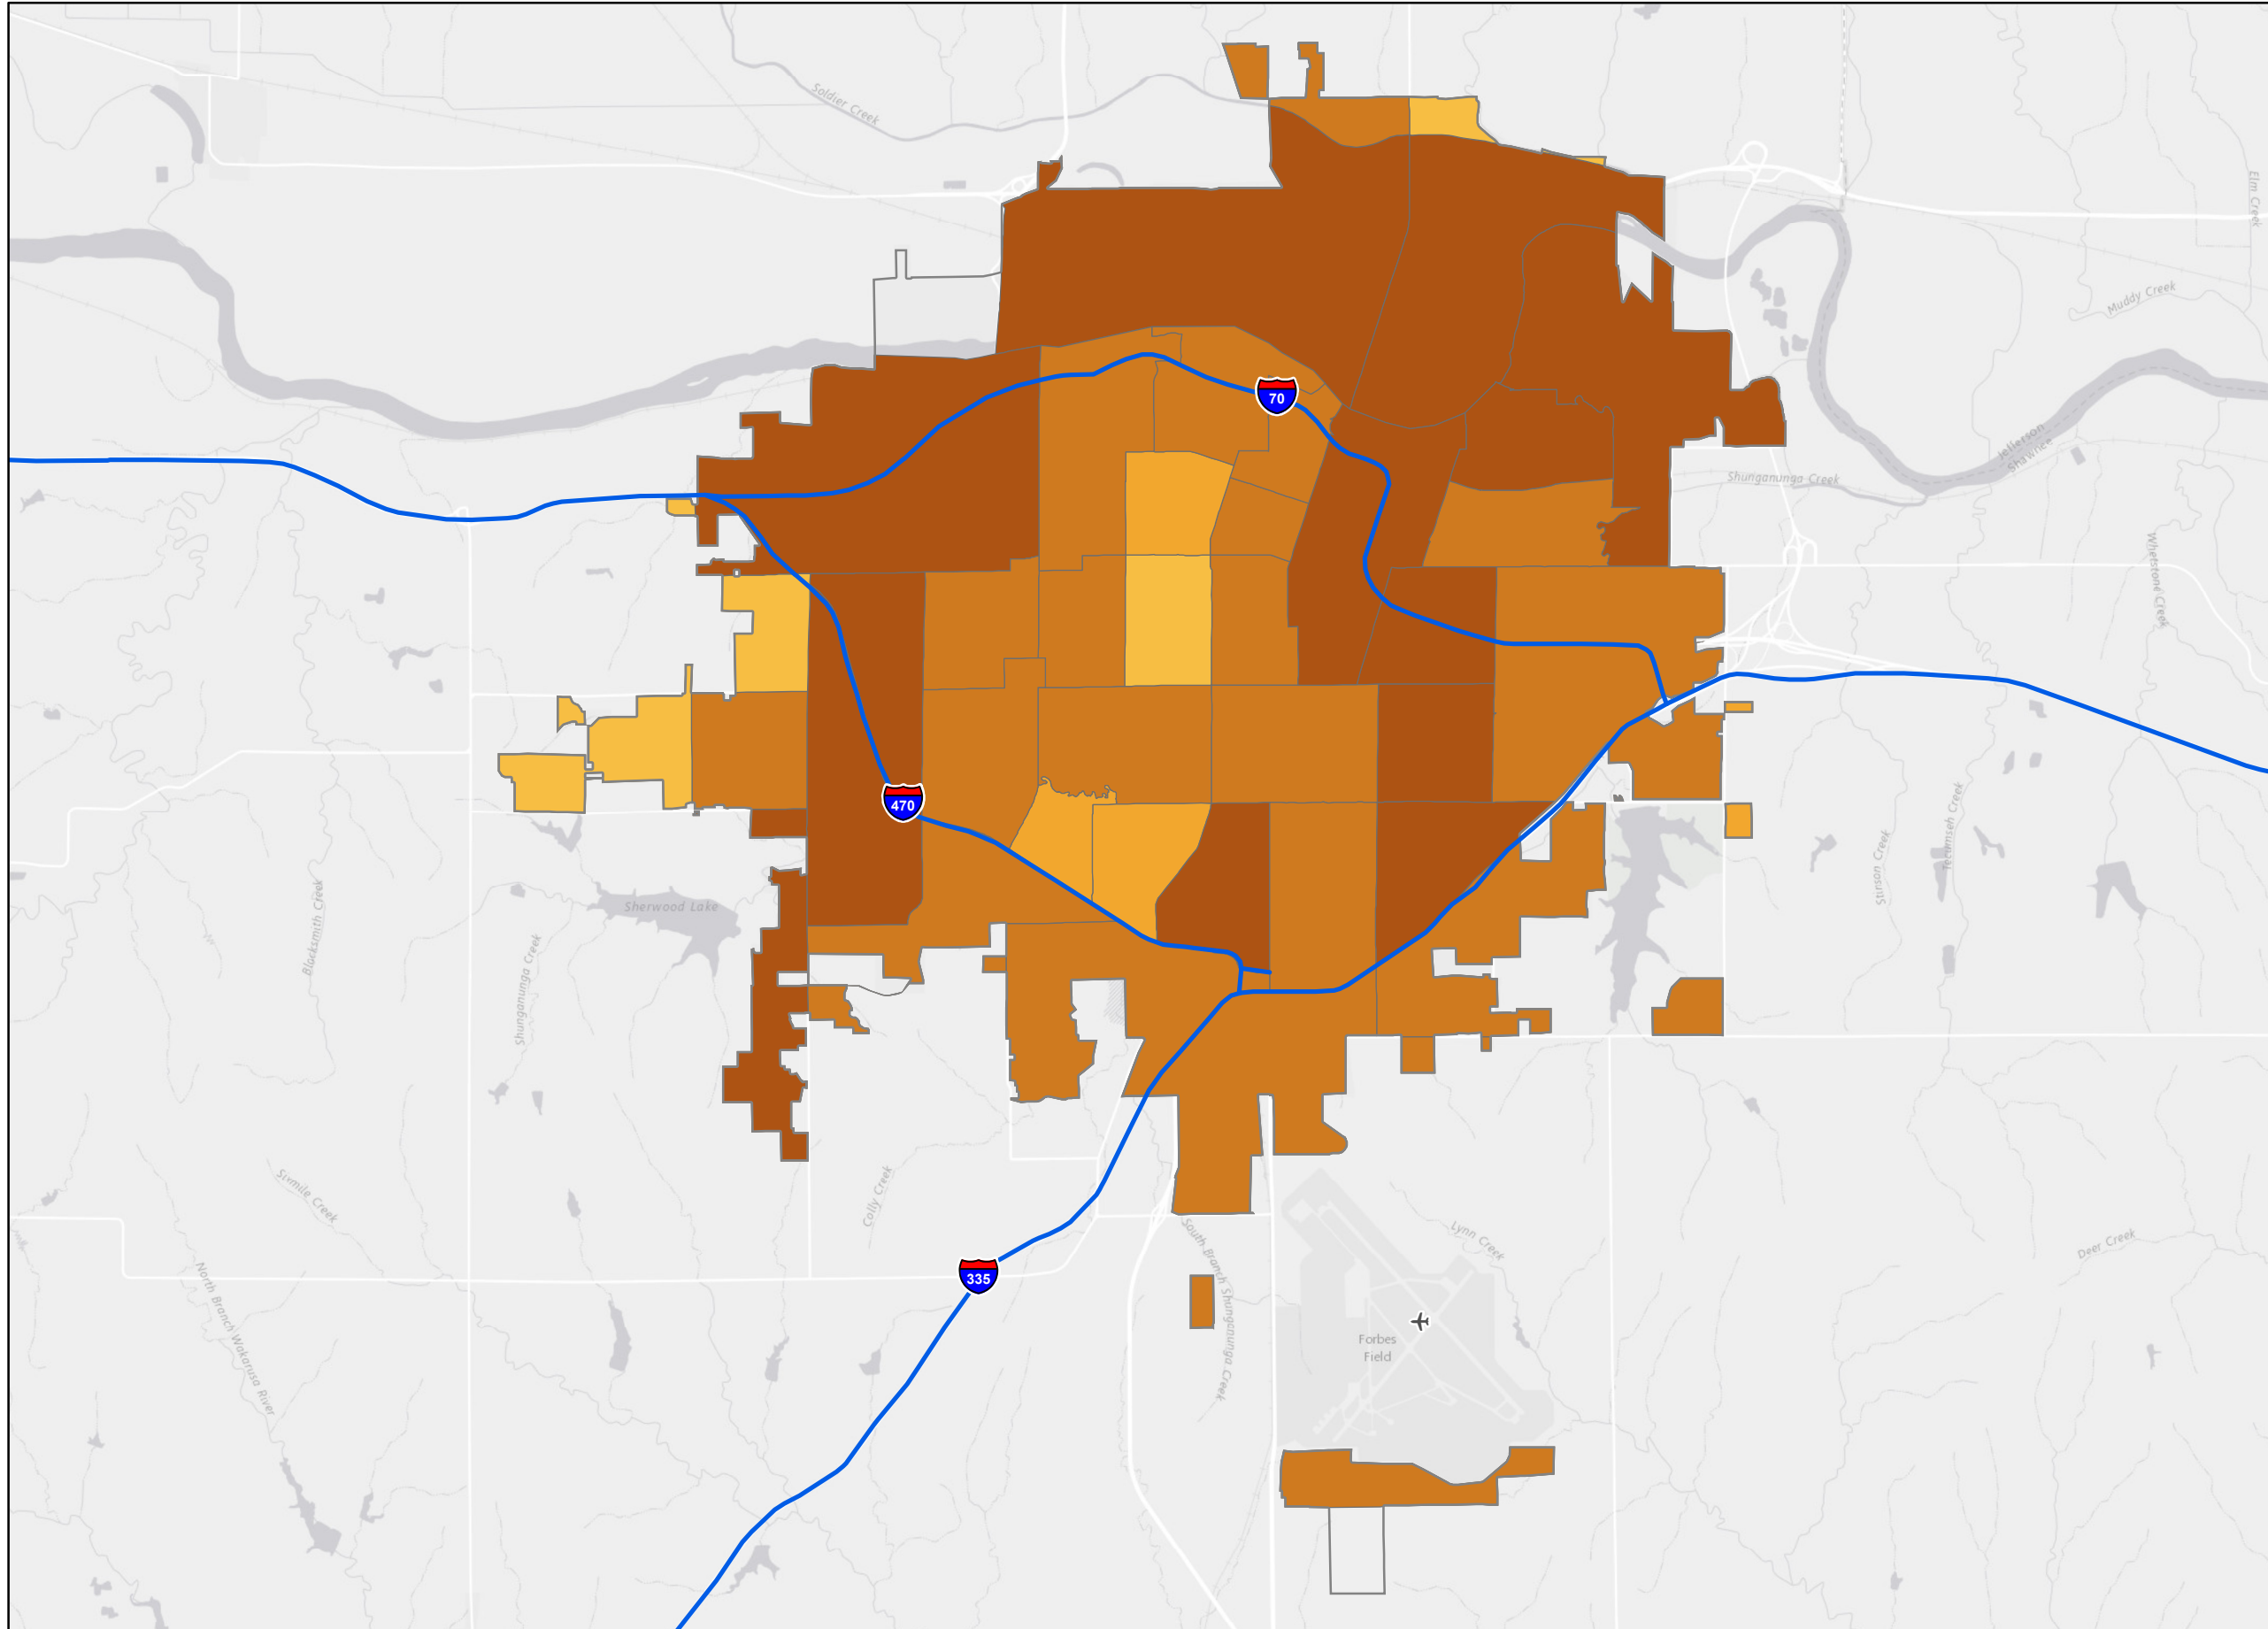 Soldier Creek
Elm Creek
Muddy Creek
70
Jefferson
Shawnee
Shunganunga Creek
Whetstone Creek
470
Stinson Creek
Tecumseh Creek
Sherwood Lake
Blacksmith Creek
Shunganunga Creek
Sixmile Creek
Colly Creek
South Branch Shunganunga Creek
Lynn Creek
Deer Creek
North Branch Wakarusa River
335
Forbes
Field